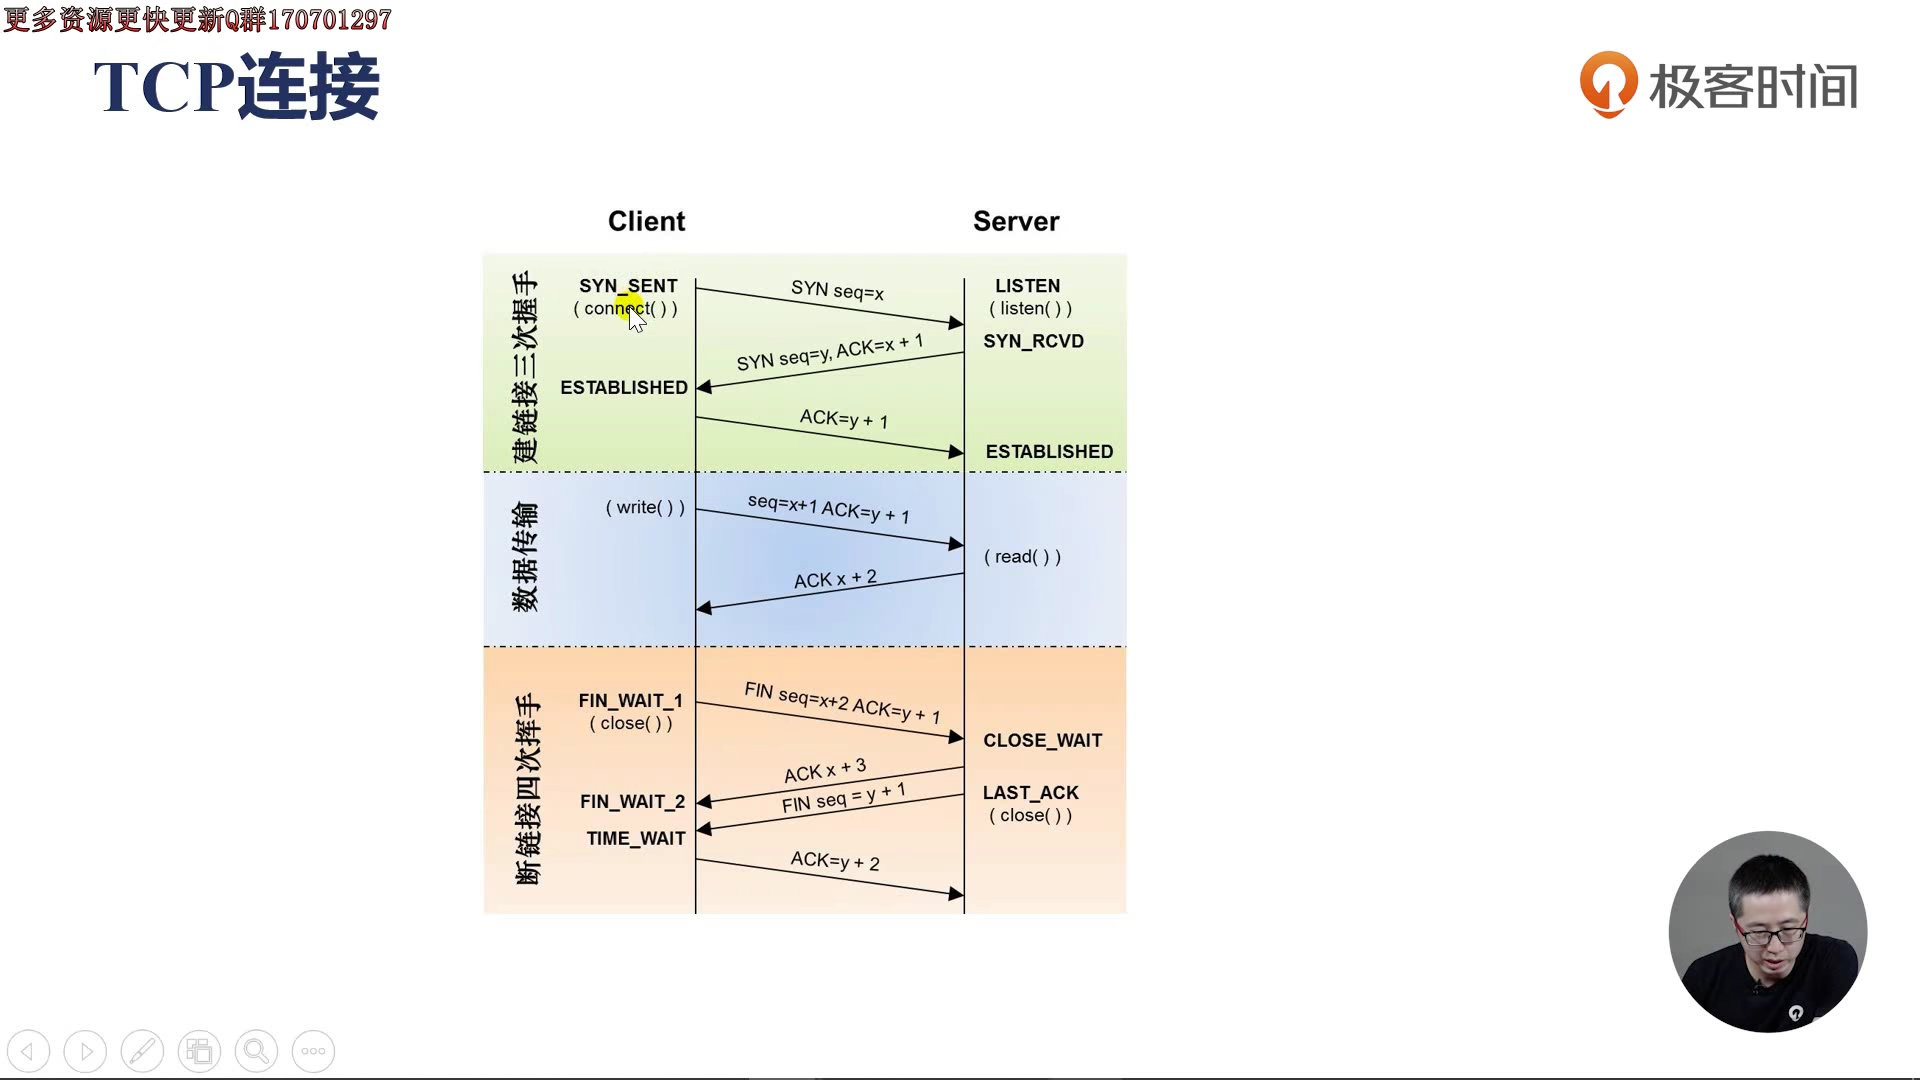 更多资源更快更新Q群170701297
TCP连接
极客时间
Client
Server
建链接三次握手
SYN_SENT
( connect( ) )
SYN seq=x
LISTEN
( listen( ) )
SYN_RCVD
SYN seq=y, ACK=x + 1
ESTABLISHED
ACK=y + 1
ESTABLISHED
数据传输
( write( ) )
seq=x+1 ACK=y + 1
( read( ) )
ACK x + 2
断链接四次挥手
FIN_WAIT_1
( close( ) )
FIN seq=x+2 ACK=y + 1
CLOSE_WAIT
ACK x + 3
FIN_WAIT_2
FIN seq = y + 1
LAST_ACK
( close( ) )
TIME_WAIT
ACK=y + 2